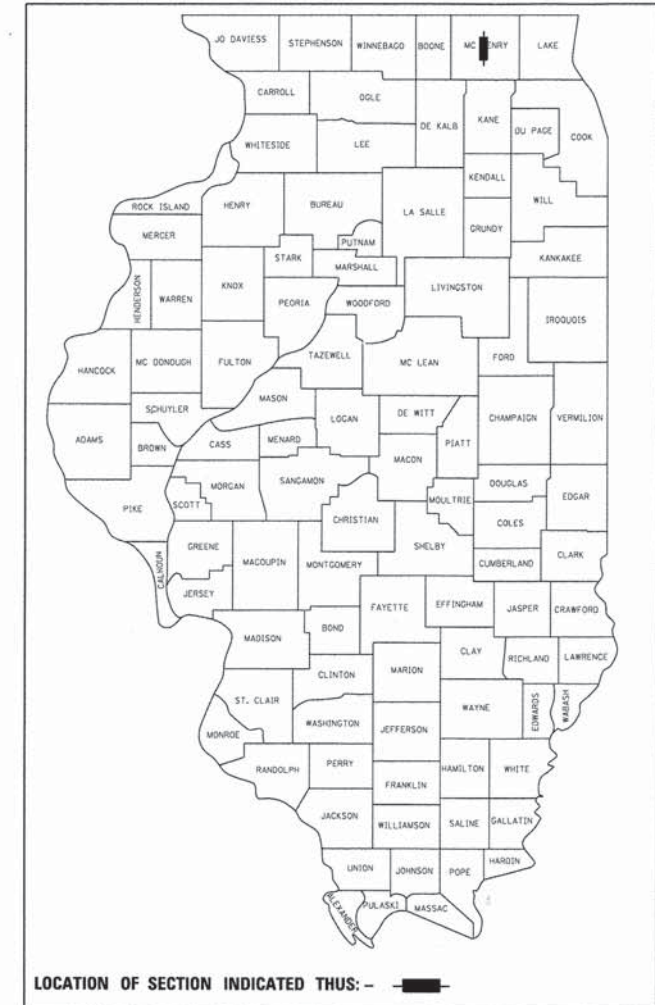 JO DAVIESS
STEPHENSON
WINNEBAGO
BOONE
MC ENRY
LAKE
CARROLL
OGLE
DE KALB
KANE
DU PAGE
COOK
WHITESIDE
LEE
KENDALL
WILL
ROCK ISLAND
HENRY
BUREAU
LA SALLE
GRUNDY
MERCER
PUTNAM
STARK
MARSHALL
KANKAKEE
HENDERSON
WARREN
KNOX
PEORIA
WOODFORD
LIVINGSTON
IROQUOIS
HANCOCK
MC DONOUGH
FULTON
TAZEWELL
MC LEAN
FORD
SCHUYLER
MASON
LOGAN
DE WITT
CHAMPAIGN
VERMILION
ADAMS
BROWN
CASS
MENARD
PIATT
MACON
PIKE
SCOTT
MORGAN
SANGAMON
CHRISTIAN
MOULTRIE
DOUGLAS
EDGAR
COLES
CALHOUN
GREENE
MACOUPIN
MONTGOMERY
SHELBY
CUMBERLAND
CLARK
JERSEY
FAYETTE
EFFINGHAM
JASPER
CRAWFORD
MADISON
BOND
CLAY
RICHLAND
LAWRENCE
CLINTON
MARION
ST. CLAIR
WASHINGTON
WAYNE
EDWARDS
WABASH
MONROE
JEFFERSON
RANDOLPH
PERRY
HAMILTON
WHITE
FRANKLIN
JACKSON
WILLIAMSON
SALINE
GALLATIN
UNION
JOHNSON
POPE
HARDIN
ALEXANDER
PULASKI
MASSAC
LOCATION OF SECTION INDICATED THUS: -